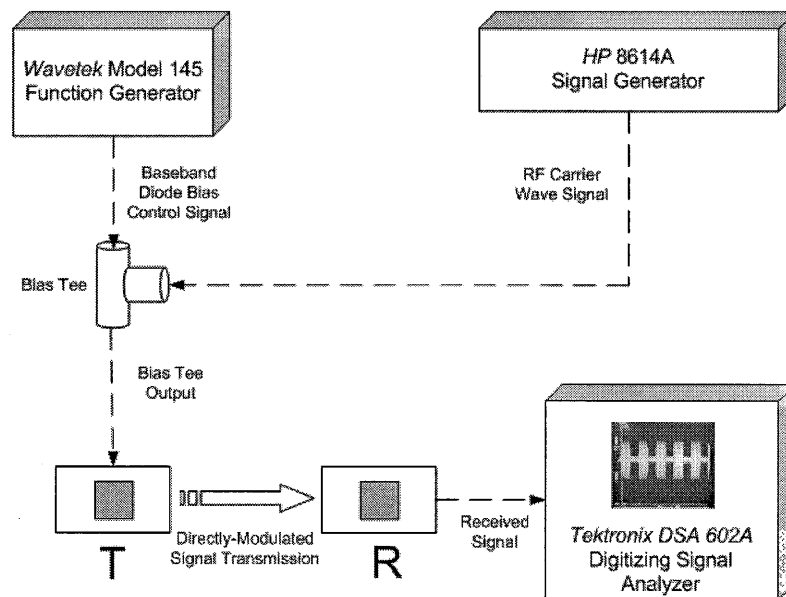 Wavetek Model 145
Function Generator
HP 8614A
Signal Generator
Baseband
Diode Bias
Control Signal
RF Carrier
Wave Signal
Bias Tee
Bias Tee
Output
T
Directly-Modulated
Signal Transmission
R
Received
Signal
Tektronix DSA 602A
Digitizing Signal
Analyzer